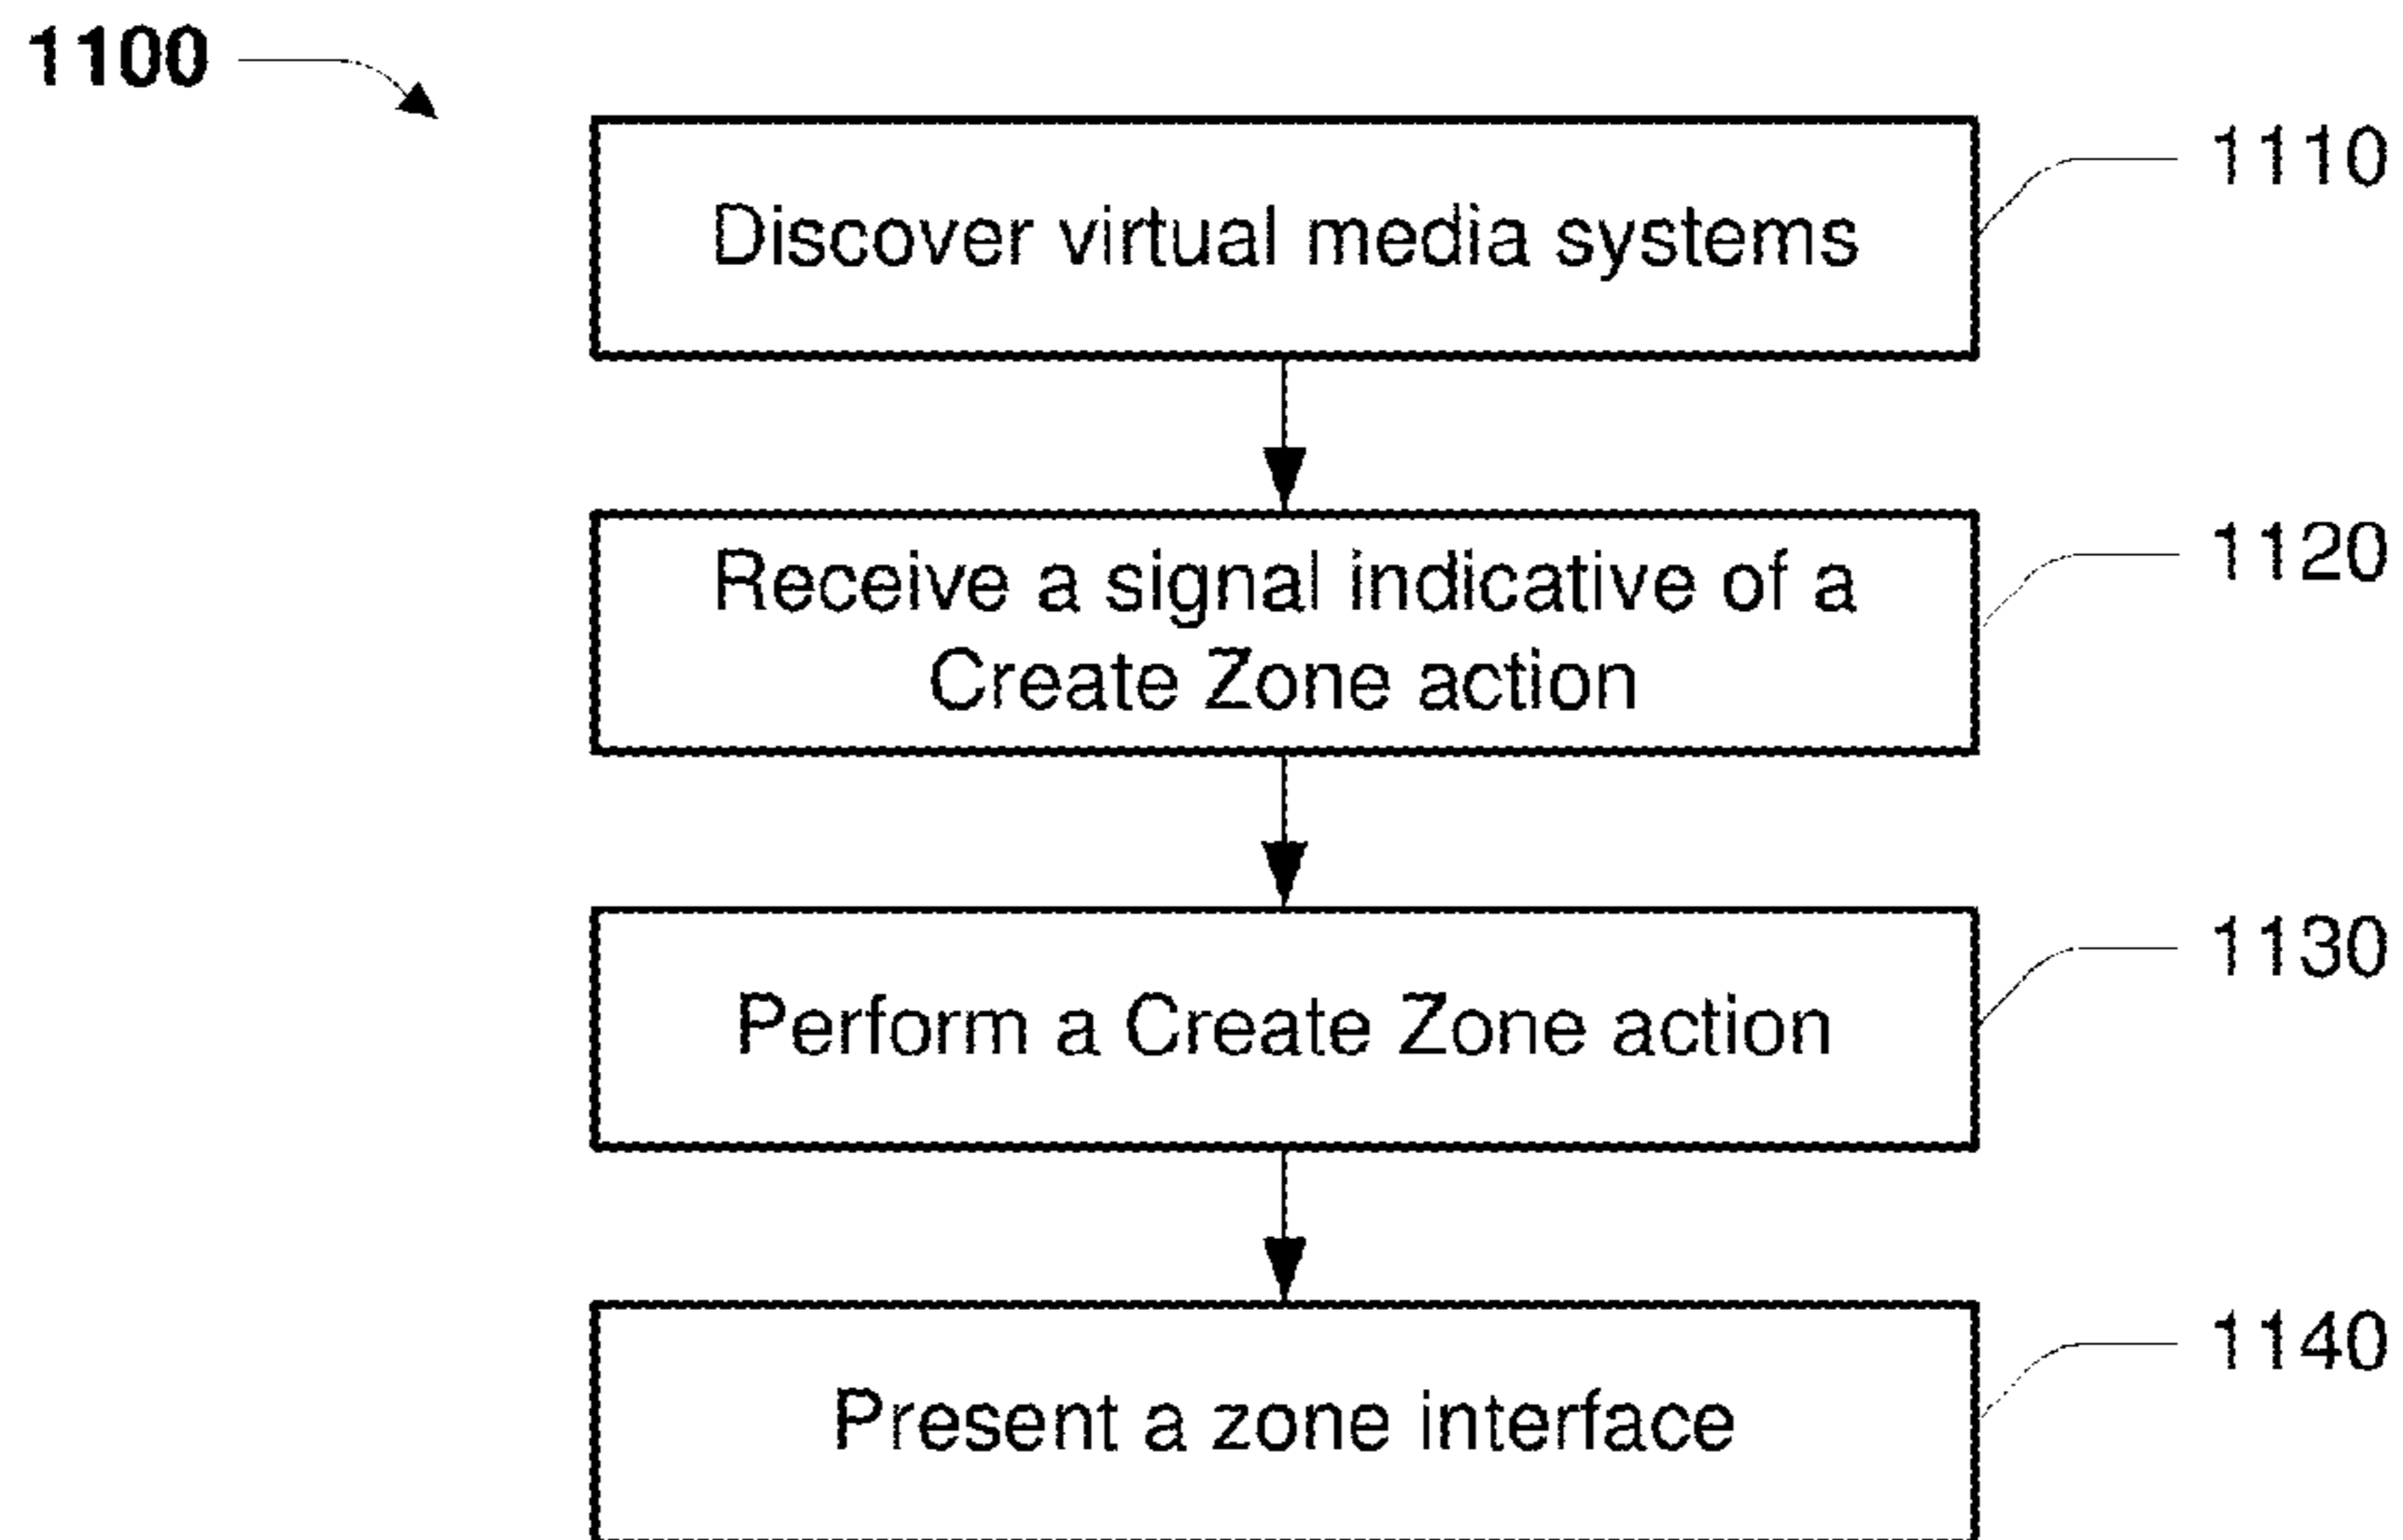 1100
Discover virtual media systems
1110
Receive a signal indicative of a
Create Zone action
1120
Perform a Create Zone action
1130
Present a zone interface
1140